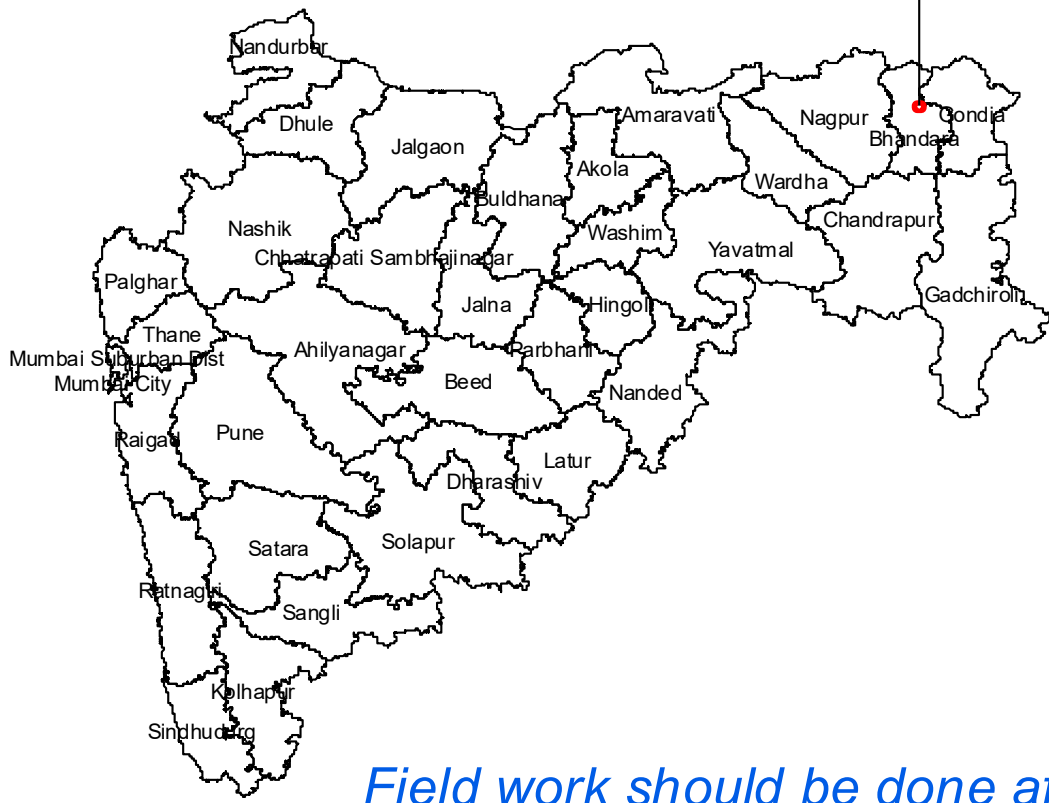 Nandurbar
Dhule
Jalgaon
Amaravati
Nagpur
Gondia
Bhandara
Akola
Wardha
Buldhana
Chandrapur
Nashik
Washim
Yavatmal
Chhatrapati Sambhajinagar
Palghar
Jalna
Hingoli
Gadchiroli
Thane
Ahilyanagar
Parbhani
Mumbai Suburban Dist
Mumbai City
Beed
Nanded
Raigad
Pune
Latur
Dharashiv
Solapur
Satara
Ratnagiri
Sangli
Kolhapur
Sindhudurg
Field work should be done at